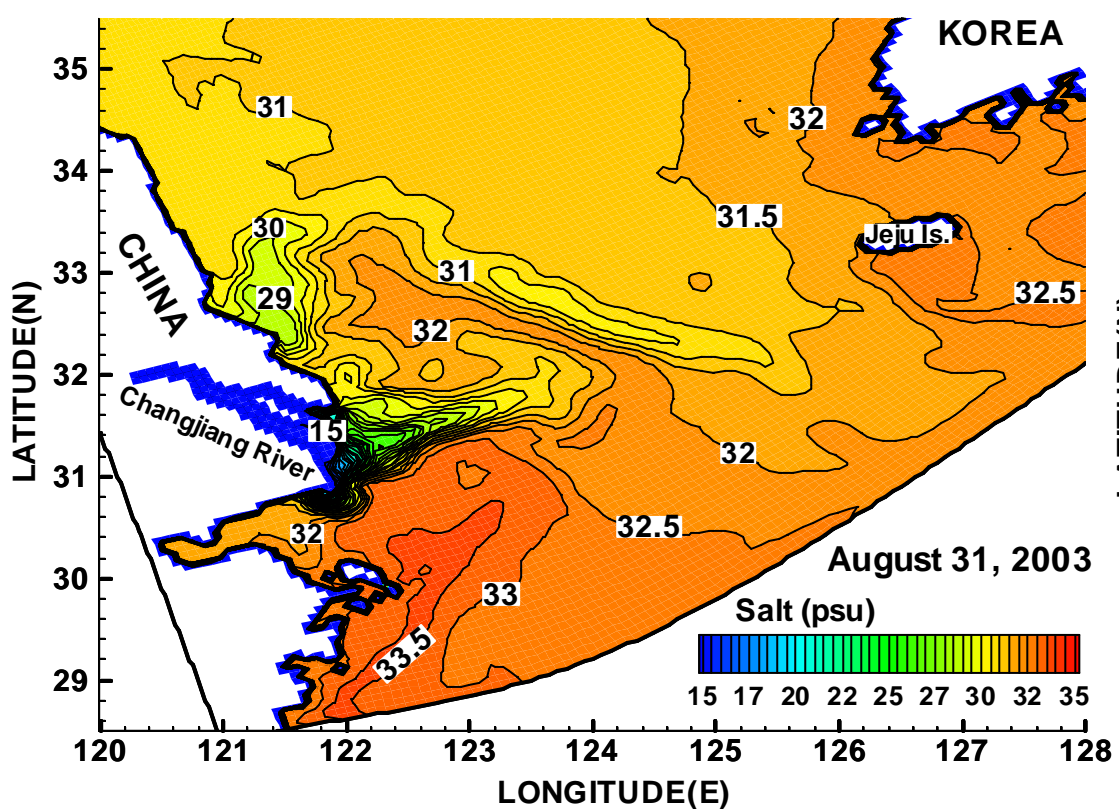 KOREA
35
31
32
34
30
31.5
Jeju Is.
CHINA
33
31
29
32.5
32
32
Changjiang River
15
32
31
32.5
32
August 31, 2003
30
33
Salt (psu)
33.5
29
15 17 20 22 25 27 30 32 35
120 121 122 123 124 125 126 127 128
LONGITUDE(E)
LATITUDE(N)